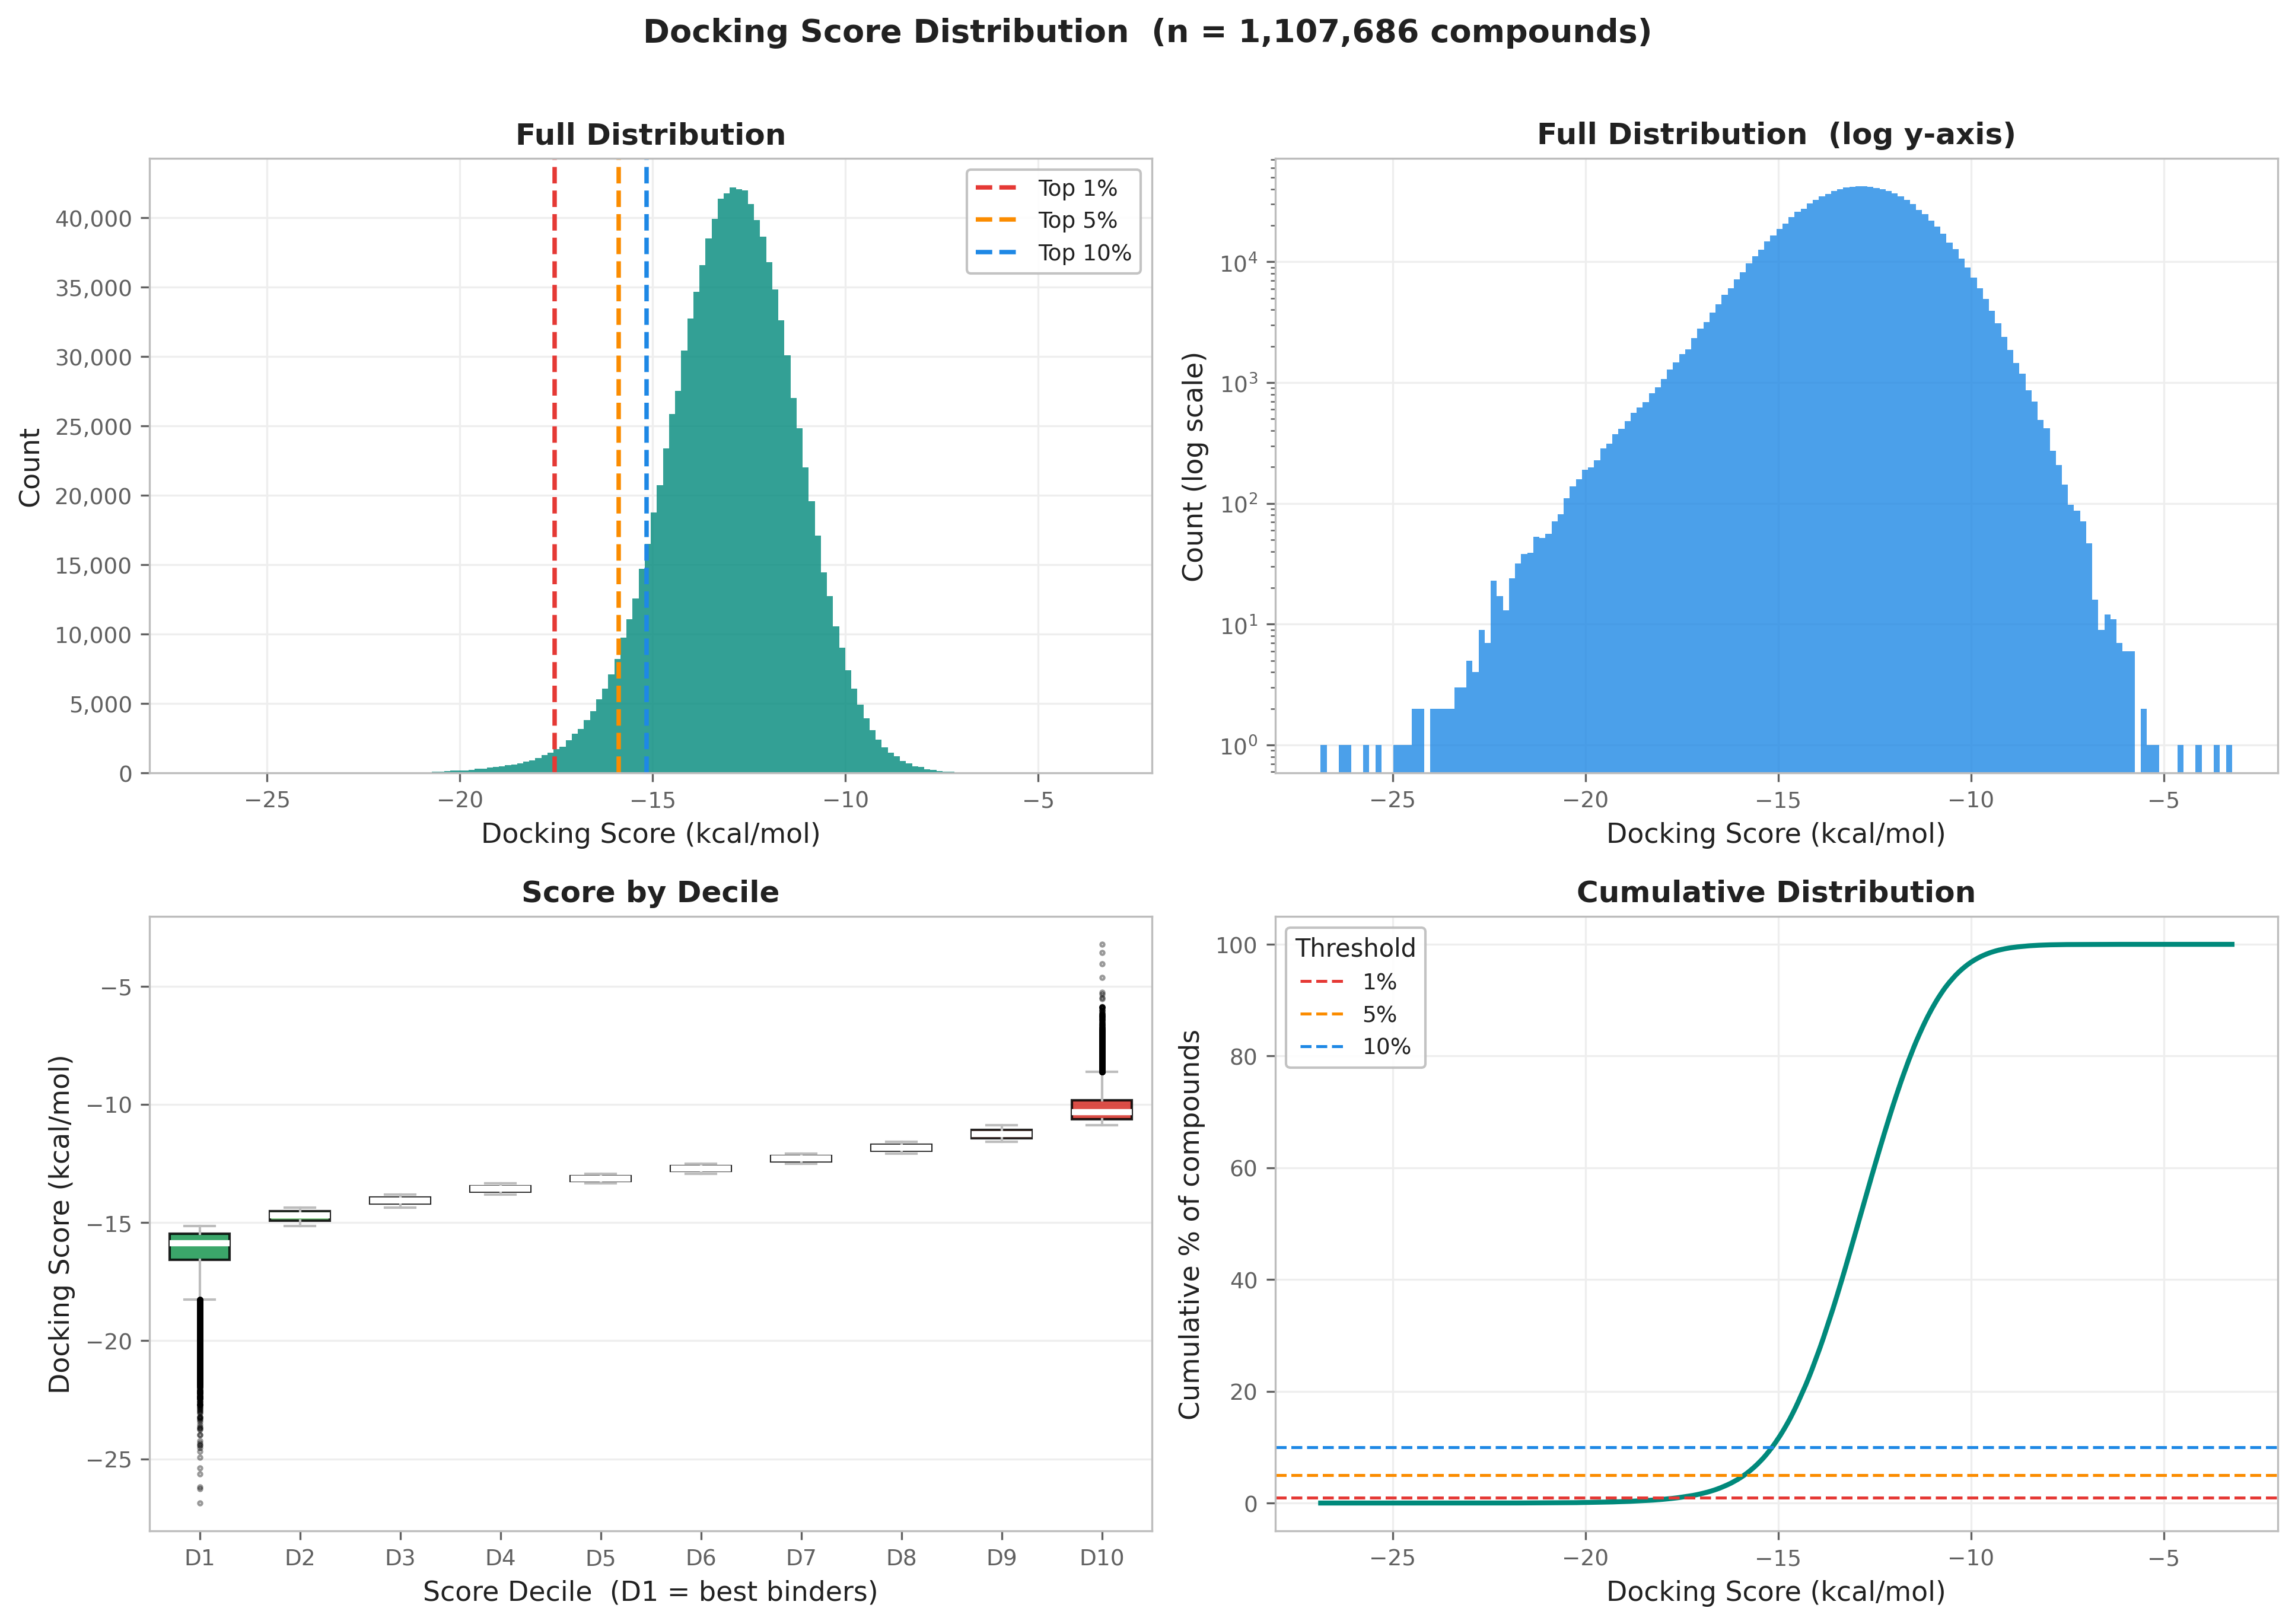 Docking Score Distribution  (n = 1,107,686 compounds)
Full Distribution
Count
40,000
35,000
30,000
25,000
20,000
15,000
10,000
5,000
0
Top 1%
Top 5%
Top 10%
−25
−20
−15
−10
−5
Docking Score (kcal/mol)
Full Distribution  (log y-axis)
Count (log scale)
10⁴
10³
10²
10¹
10⁰
−25
−20
−15
−10
−5
Docking Score (kcal/mol)
Score by Decile
Docking Score (kcal/mol)
−5
−10
−15
−20
−25
D1
D2
D3
D4
D5
D6
D7
D8
D9
D10
Score Decile  (D1 = best binders)
Cumulative Distribution
Cumulative % of compounds
100
80
60
40
20
0
Threshold
1%
5%
10%
−25
−20
−15
−10
−5
Docking Score (kcal/mol)